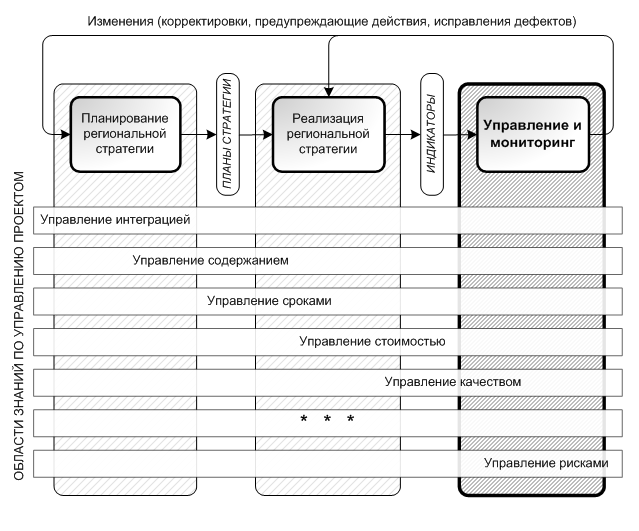 Изменения (корректировки, предупреждающие действия, исправления дефектов)
Планирование
региональной
стратегии
ПЛАНЫ СТРАТЕГИИ
Реализация
региональной
стратегии
ИНДИКАТОРЫ
Управление и
мониторинг
ОБЛАСТИ ЗНАНИЙ ПО УПРАВЛЕНИЮ ПРОЕКТОМ
Управление интеграцией
Управление содержанием
Управление сроками
Управление стоимостью
Управление качеством
* * *
Управление рисками